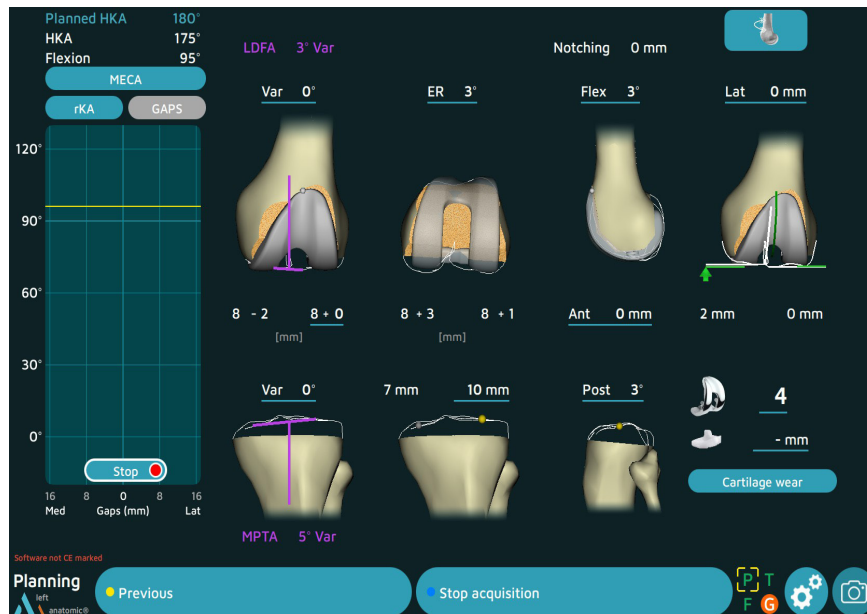 Planned HKA 180°
HKA 175°
Flexion 95°
MECA
rKA GAPS
120°
90°
60°
30°
0°
Stop
16 8 0 8 16
Med Gaps (mm) Lat
LDFA 3° Var
Notching 0 mm
Var 0°
ER 3°
Flex 3°
Lat 0 mm
8 - 2 8 + 0
[mm]
8 + 3 8 + 1
[mm]
Ant 0 mm
2 mm 0 mm
Var 0°
7 mm 10 mm
Post 3°
4
- mm
Cartilage wear
MPTA 5° Var
Software not CE marked
Planning
left
anatomic®
Previous
Stop acquisition
P T
F G